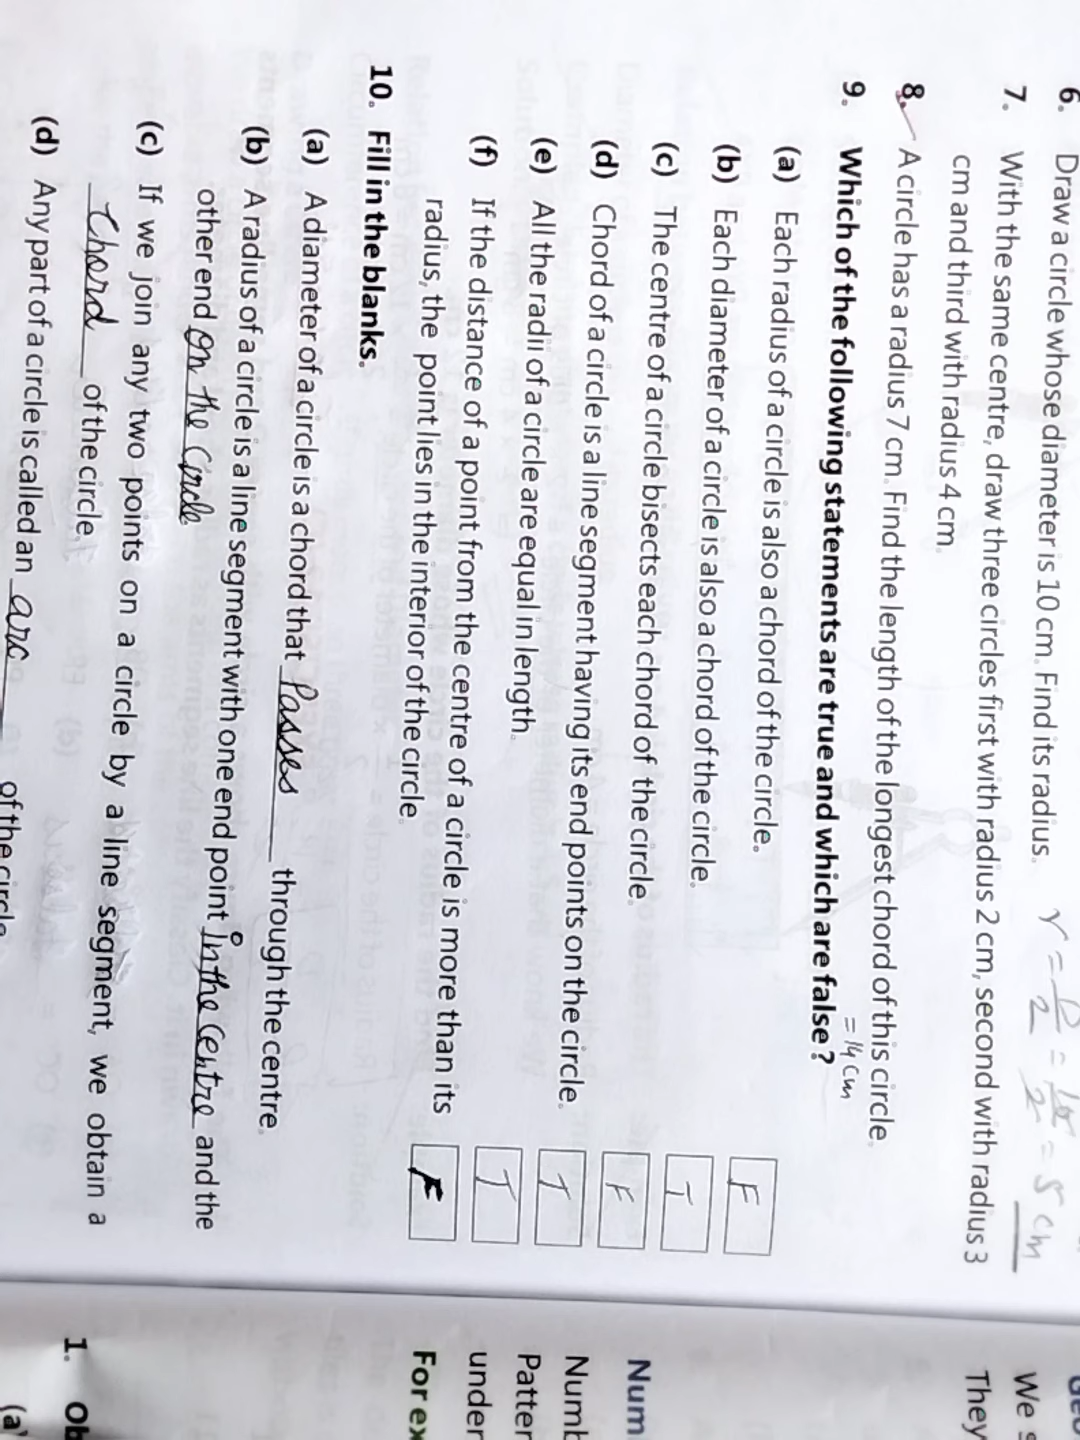 6. Draw a circle whose diameter is 10 cm. Find its radius. r = D/2 = 10/2 = 5 cm
7. With the same centre, draw three circles first with radius 2 cm, second with radius 3
cm and third with radius 4 cm.
8. A circle has a radius 7 cm. Find the length of the longest chord of this circle.
= 14 cm
9. Which of the following statements are true and which are false?
(a) Each radius of a circle is also a chord of the circle. F
(b) Each diameter of a circle is also a chord of the circle. T
(c) The centre of a circle bisects each chord of the circle. F
(d) Chord of a circle is a line segment having its end points on the circle. T
(e) All the radii of a circle are equal in length. T
(f) If the distance of a point from the centre of a circle is more than its
radius, the point lies in the interior of the circle. F
10. Fill in the blanks.
(a) A diameter of a circle is a chord that Passes through the centre.
(b) A radius of a circle is a line segment with one end point in the Centre and the
other end on the Circle
(c) If we join any two points on a circle by a line segment, we obtain a
Chord of the circle.
(d) Any part of a circle is called an arc of the circle
We
They
Num
Numb
Patter
under
For ex
1. Ob
(a)